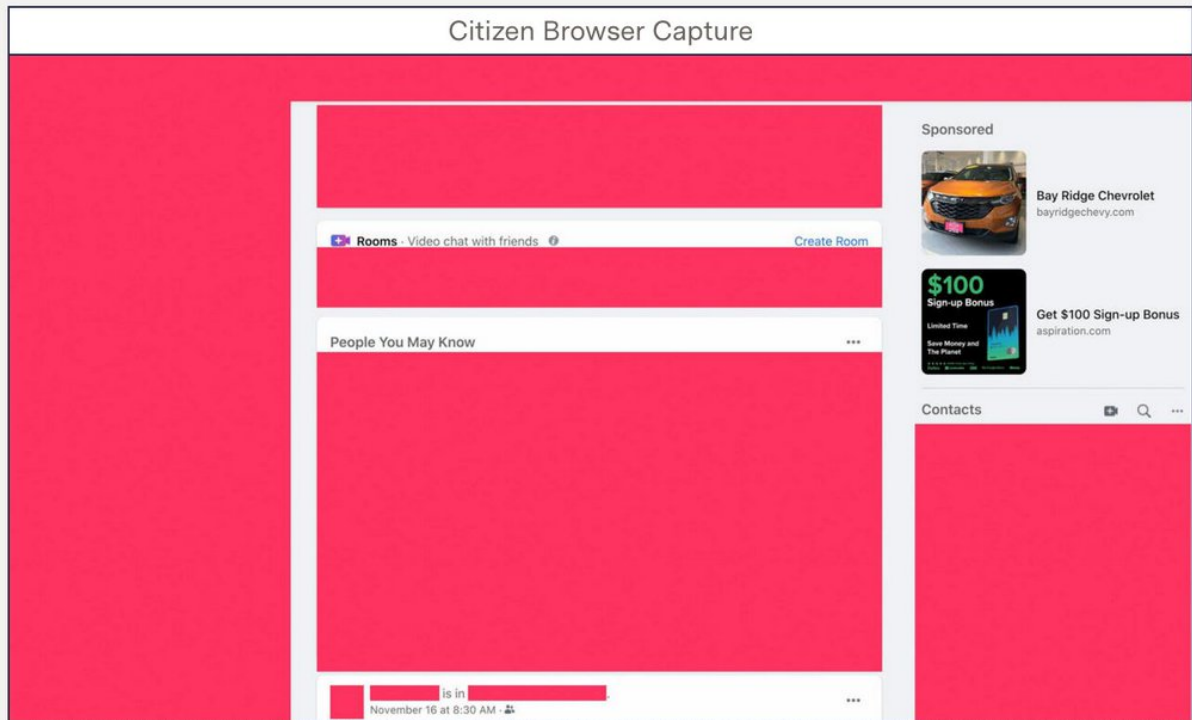 Citizen Browser Capture
Rooms · Video chat with friends
Create Room
People You May Know
is in
November 16 at 8:30 AM ·
Sponsored
Bay Ridge Chevrolet
bayridgechevy.com
$100
Sign-up Bonus
Limited Time
Save Money and
The Planet
Get $100 Sign-up Bonus
aspiration.com
Contacts